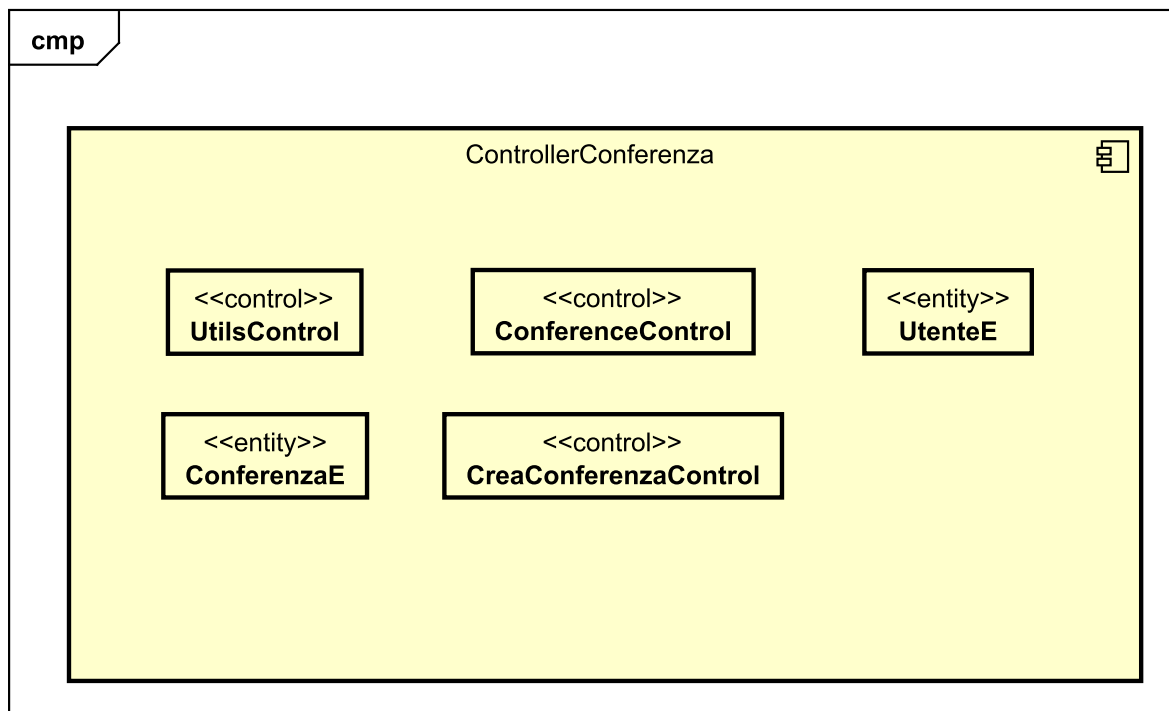 cmp
ControllerConferenza
<<control>>
UtilsControl
<<control>>
ConferenceControl
<<entity>>
UtenteE
<<entity>>
ConferenzaE
<<control>>
CreaConferenzaControl